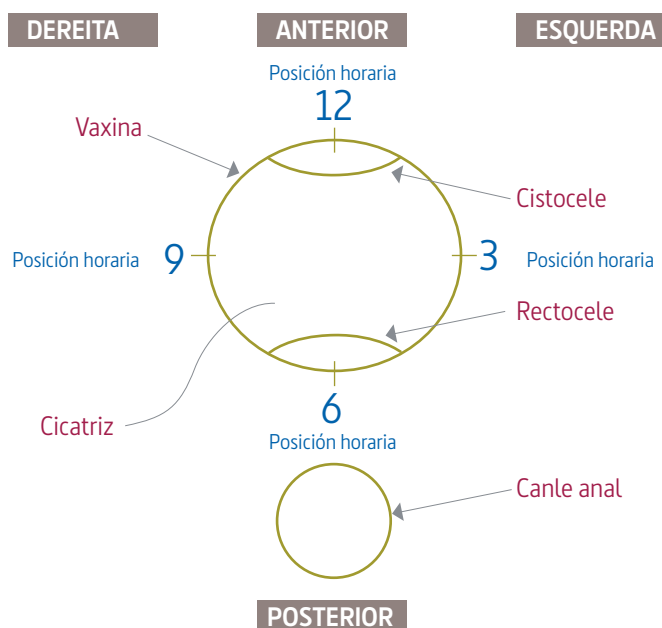 DEREITA
ANTERIOR
ESQUERDA
Posición horaria
12
Vaxina
Cistocele
Posición horaria
9
3
Posición horaria
Rectocele
Cicatriz
6
Posición horaria
Canle anal
POSTERIOR